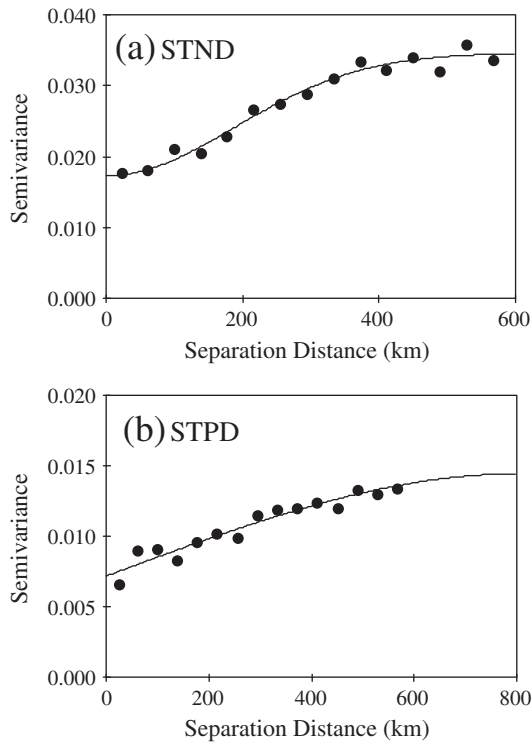 (a) STND
0.040
0.030
0.020
0.010
0.000
Semivariance
0 200 400 600
Separation Distance (km)
(b) STPD
0.020
0.015
0.010
0.005
0.000
Semivariance
0 200 400 600 800
Separation Distance (km)